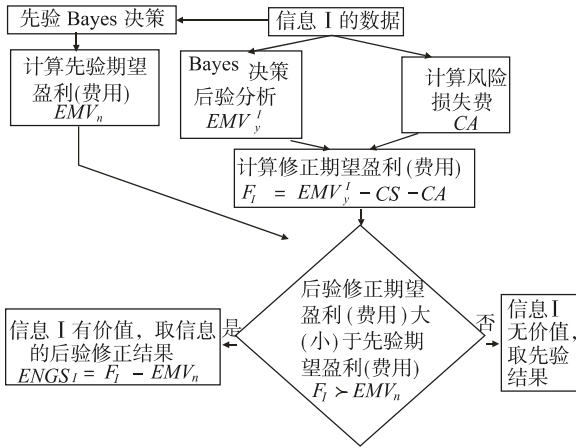 先验 Bayes 决策
信息 I 的数据
计算先验期望
盈利(费用)
EMVₙ
Bayes 决策
后验分析
EMV_y^I
计算风险
损失费
CA
计算修正期望盈利(费用)
F_I = EMV_y^I − CS − CA
后验修正期望
盈利(费用)大
(小)于先验期
望盈利(费用)
F_I ≻ EMVₙ
是
否
信息 I 有价值, 取信息
的后验修正结果
ENGS_I = F_I − EMVₙ
信息 I
无价值,
取先验
结果